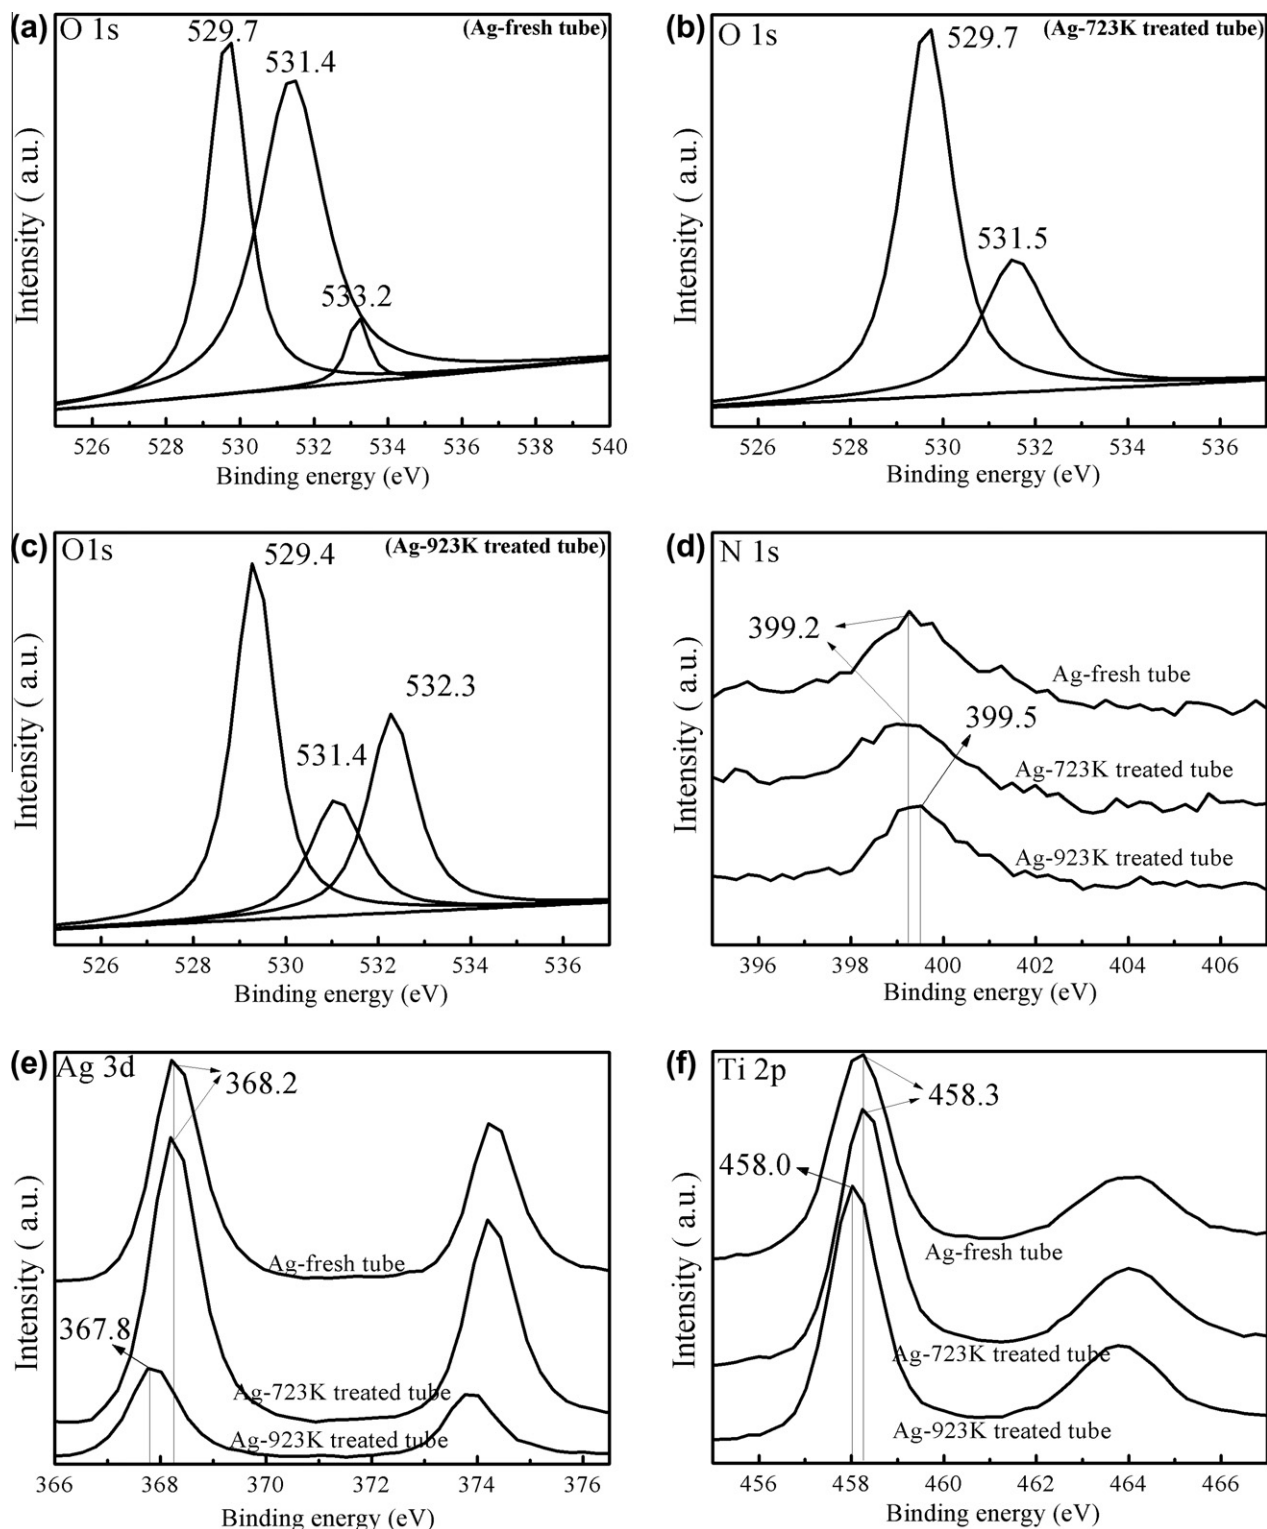 (a) O 1s (Ag-fresh tube)
529.7
531.4
533.2
Intensity ( a.u.)
526 528 530 532 534 536 538 540
Binding energy (eV)
(b) O 1s (Ag-723K treated tube)
529.7
531.5
Intensity ( a.u.)
526 528 530 532 534 536
Binding energy (eV)
(c) O1s (Ag-923K treated tube)
529.4
532.3
531.4
Intensity ( a.u.)
526 528 530 532 534 536
Binding energy (eV)
(d) N 1s
399.2
Ag-fresh tube
399.5
Ag-723K treated tube
Ag-923K treated tube
Intensity ( a.u.)
396 398 400 402 404 406
Binding energy (eV)
(e) Ag 3d
368.2
Ag-fresh tube
367.8
Ag-723K treated tube
Ag-923K treated tube
Intensity ( a.u.)
366 368 370 372 374 376
Binding energy (eV)
(f) Ti 2p
458.3
458.0
Ag-fresh tube
Ag-723K treated tube
Ag-923K treated tube
Intensity ( a.u.)
456 458 460 462 464 466
Binding energy (eV)